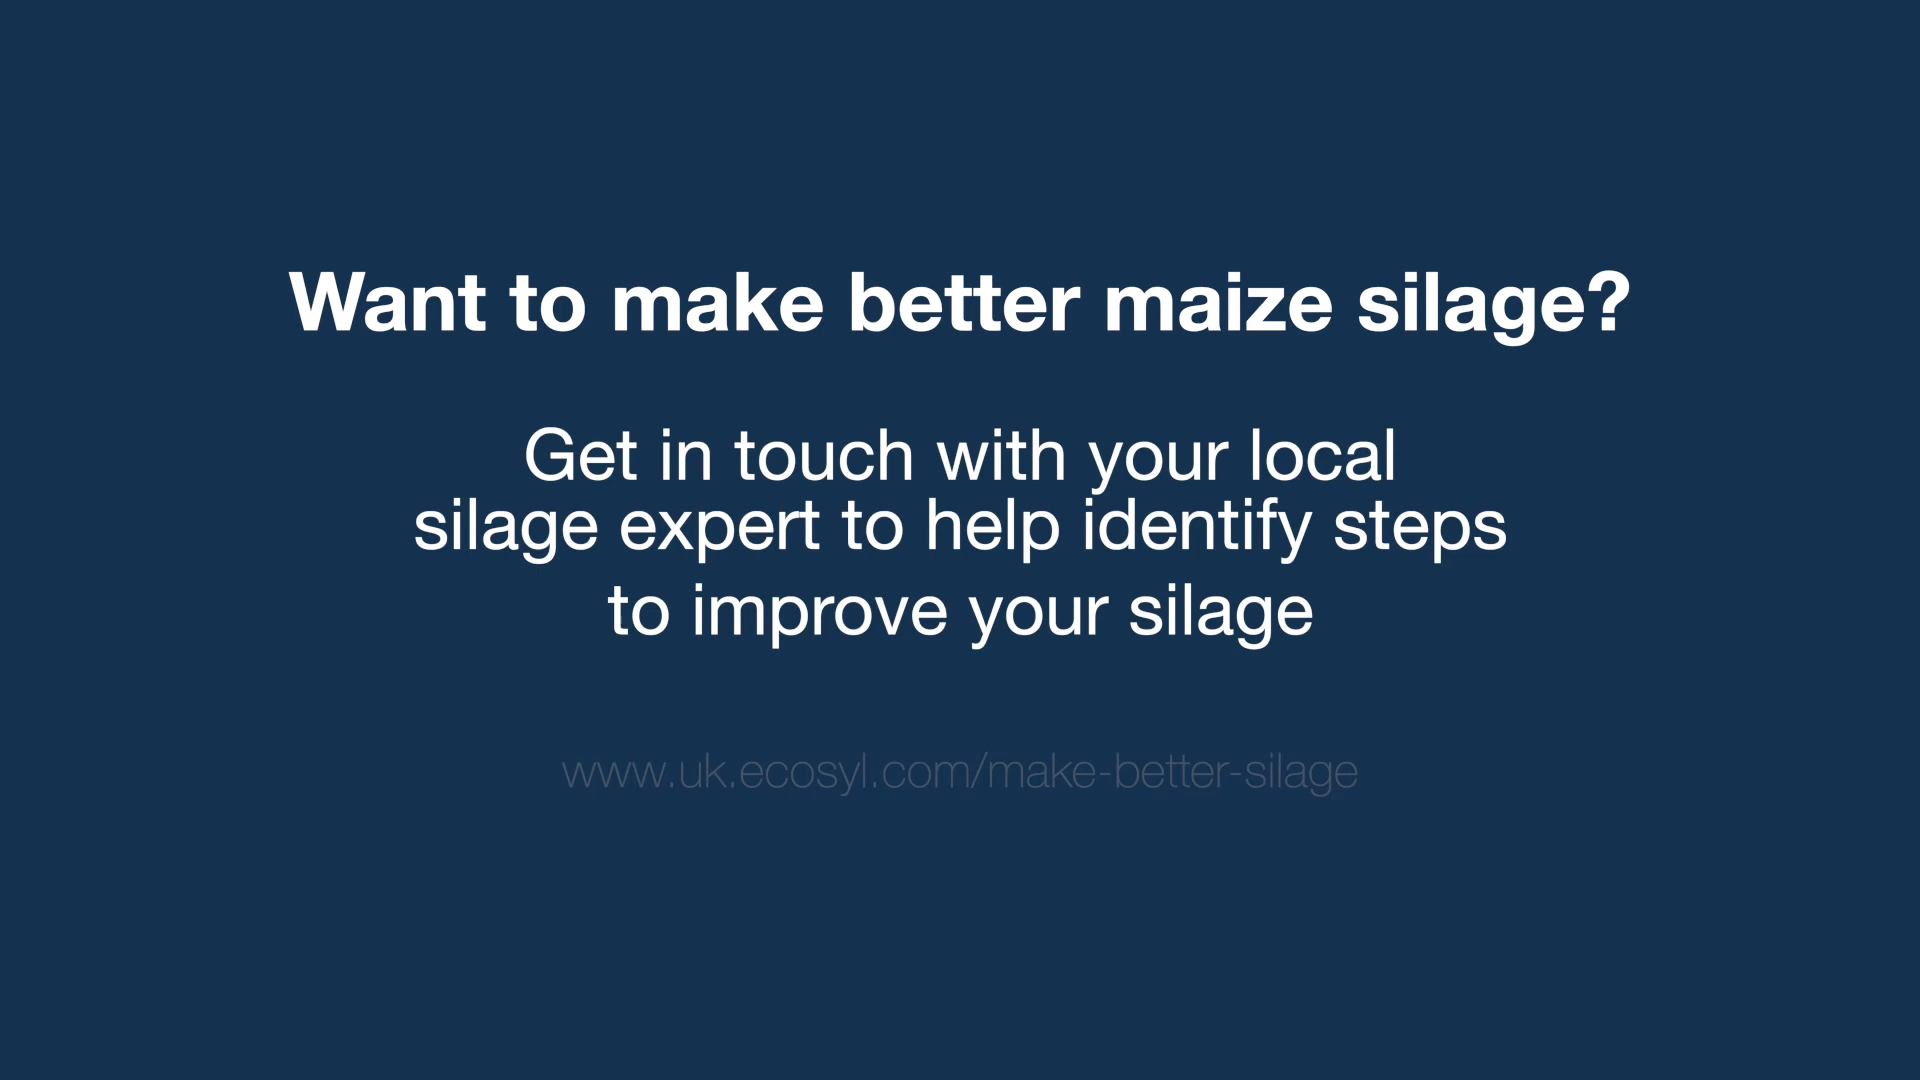 Want to make better maize silage?
Get in touch with your local
silage expert to help identify steps
to improve your silage
www.uk.ecosyl.com/make-better-silage